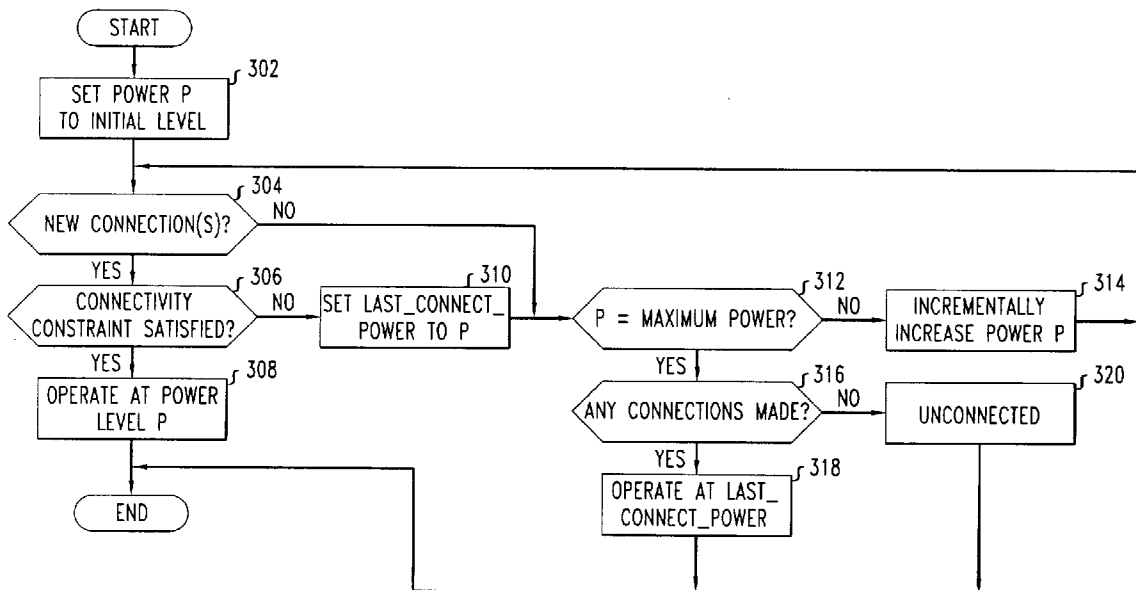 START
302
SET POWER P
TO INITIAL LEVEL
304
NEW CONNECTION(S)?
NO
YES
306
CONNECTIVITY
CONSTRAINT SATISFIED?
NO
310
SET LAST_CONNECT_
POWER TO P
312
P = MAXIMUM POWER?
NO
314
INCREMENTALLY
INCREASE POWER P
YES
308
OPERATE AT POWER
LEVEL P
YES
316
ANY CONNECTIONS MADE?
NO
320
UNCONNECTED
YES
318
OPERATE AT LAST_
CONNECT_POWER
END